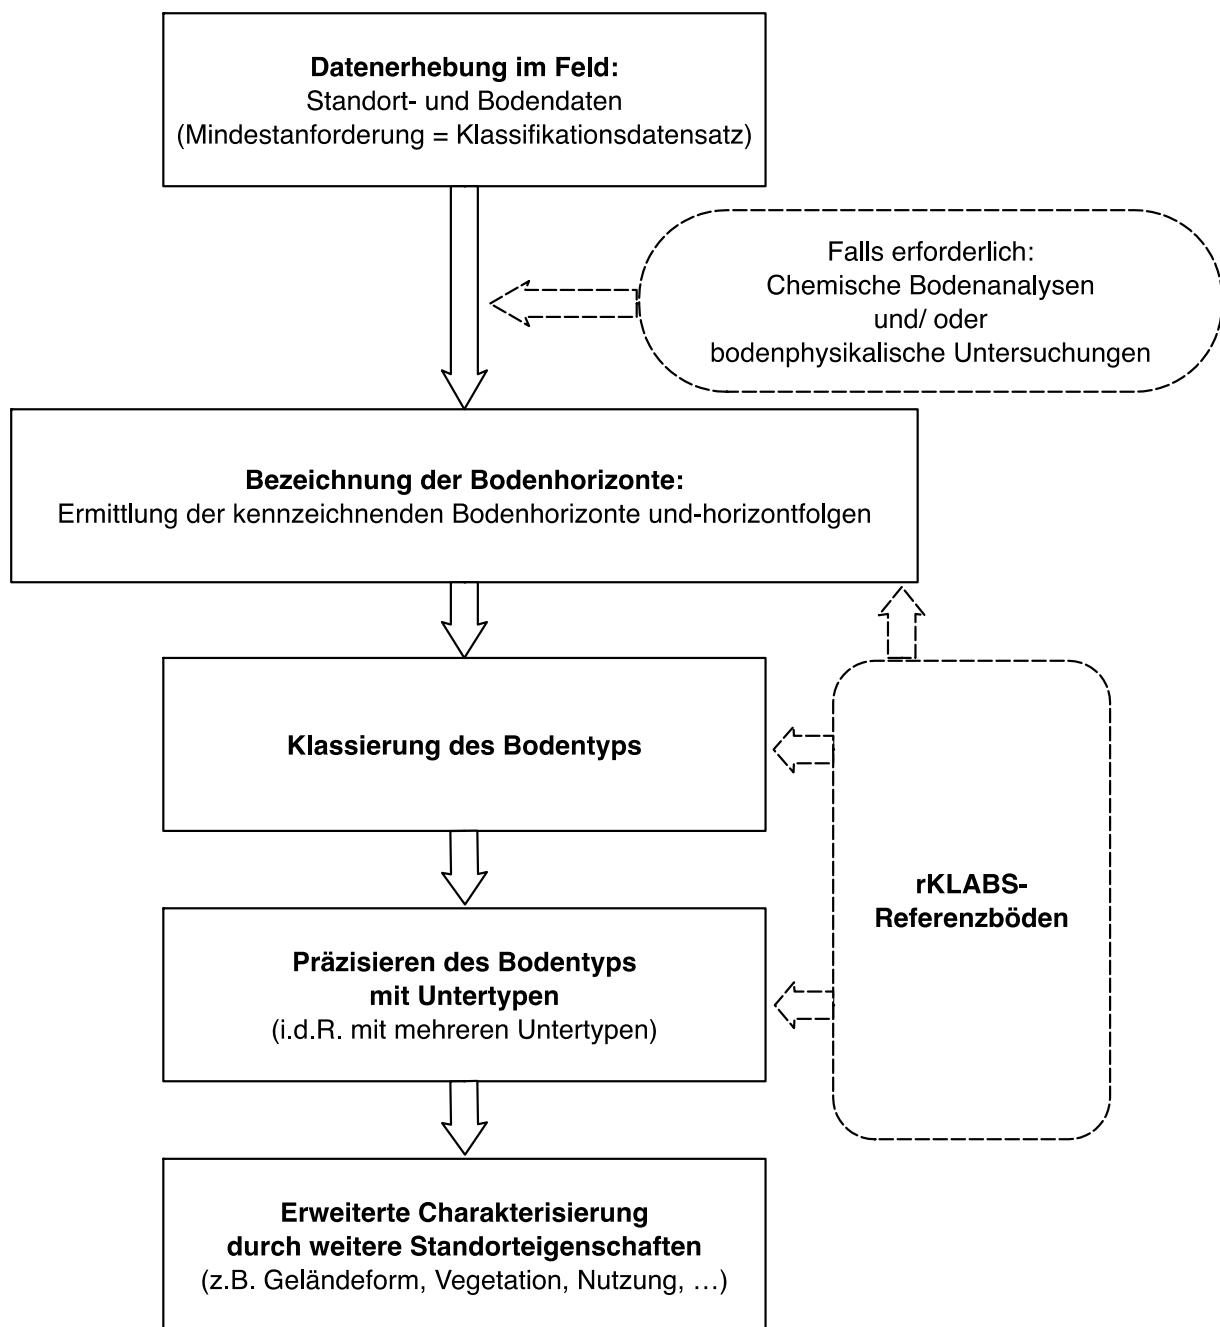 Datenerhebung im Feld:
Standort- und Bodendaten
(Mindestanforderung = Klassifikationsdatensatz)
Falls erforderlich:
Chemische Bodenanalysen
und/ oder
bodenphysikalische Untersuchungen
Bezeichnung der Bodenhorizonte:
Ermittlung der kennzeichnenden Bodenhorizonte und-horizontfolgen
Klassierung des Bodentyps
rKLABS-
Referenzböden
Präzisieren des Bodentyps
mit Untertypen
(i.d.R. mit mehreren Untertypen)
Erweiterte Charakterisierung
durch weitere Standorteigenschaften
(z.B. Geländeform, Vegetation, Nutzung, …)